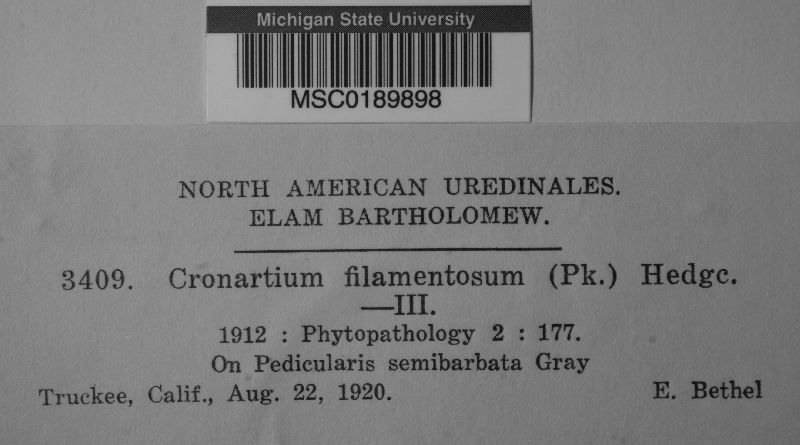 Michigan State University
MSC0189898
NORTH AMERICAN UREDINALES.
ELAM BARTHOLOMEW.
3409. Cronartium filamentosum (Pk.) Hedgc.
—III.
1912 : Phytopathology 2 : 177.
On Pedicularis semibarbata Gray
Truckee, Calif., Aug. 22, 1920. E. Bethel